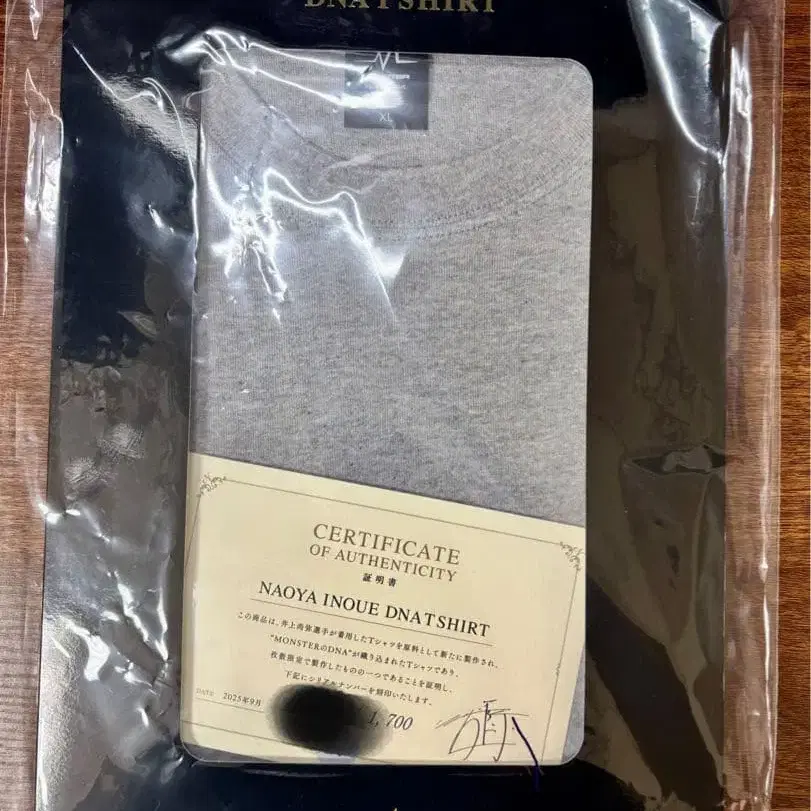 DNA T SHIRT
XL
CERTIFICATE
OF AUTHENTICITY
証明書
NAOYA INOUE DNA T SHIRT
この商品は、井上尚弥選手が着用したTシャツを原料として新たに製作され、
"MONSTERのDNA"が織り込まれたTシャツであり、
枚数限定で製作したものの一つであることを証明し、
下記にシリアルナンバーを刻印いたします。
DATE 2025年9月
1,700